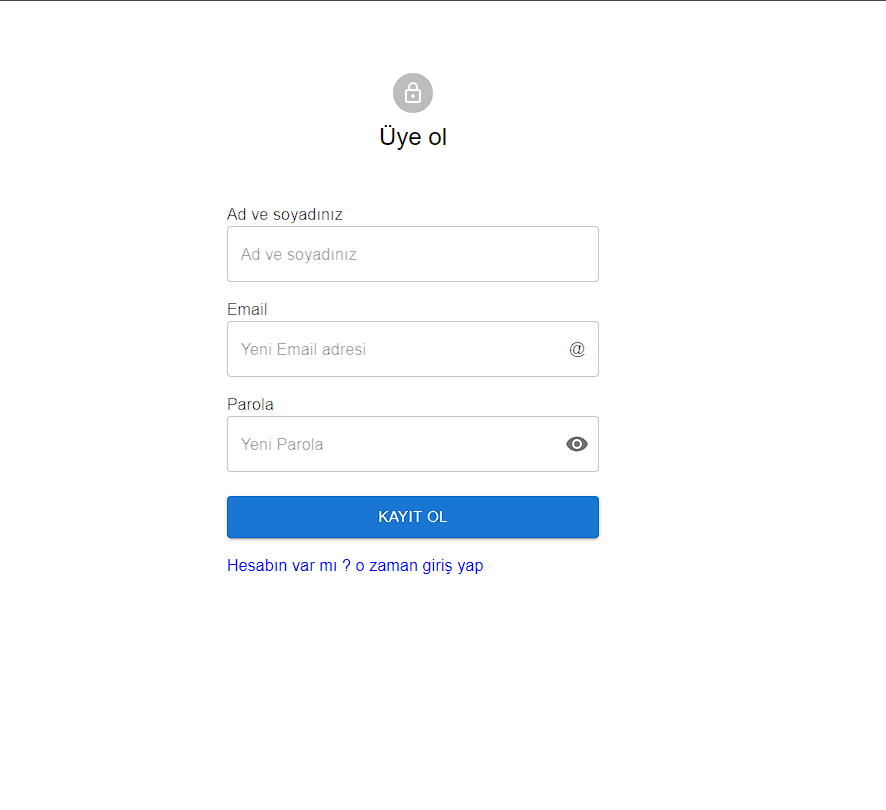 Üye ol
Ad ve soyadınız
Ad ve soyadınız
Email
Yeni Email adresi @
Parola
Yeni Parola
KAYIT OL
Hesabın var mı ? o zaman giriş yap